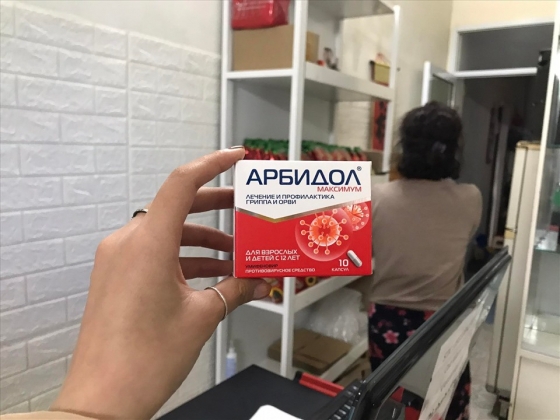 АРБИДОЛ®
МАКСИМУМ
ЛЕЧЕНИЕ И ПРОФИЛАКТИКА
ГРИППА И ОРВИ
ДЛЯ ВЗРОСЛЫХ
И ДЕТЕЙ С 12 ЛЕТ
ПРОТИВОВИРУСНОЕ СРЕДСТВО
10
КАПСУЛ